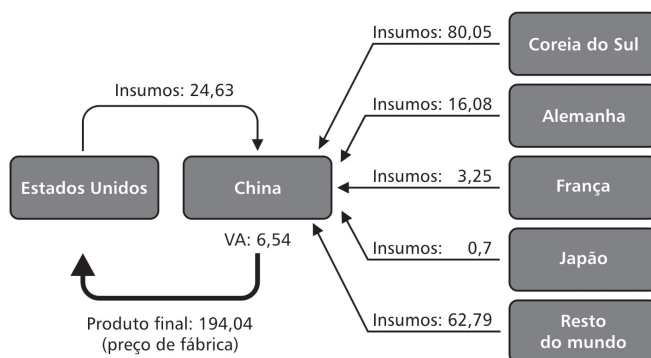 Insumos: 80,05
Coreia do Sul
Insumos: 24,63
Insumos: 16,08
Alemanha
Estados Unidos
China
Insumos: 3,25
França
VA: 6,54
Insumos: 0,7
Japão
Produto final: 194,04
(preço de fábrica)
Insumos: 62,79
Resto
do mundo